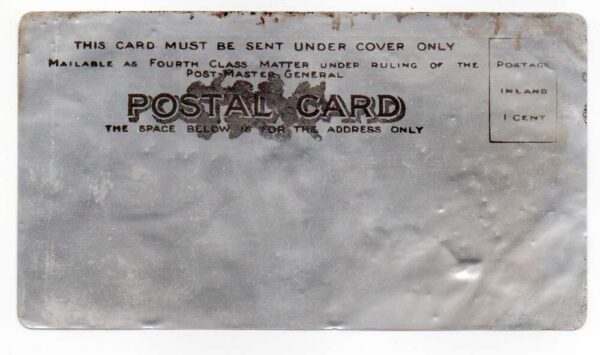 THIS CARD MUST BE SENT UNDER COVER ONLY
MAILABLE AS FOURTH CLASS MATTER UNDER RULING OF THE
POST MASTER GENERAL
POSTAL CARD
THE SPACE BELOW IS FOR THE ADDRESS ONLY
POSTAGE
INLAND
1 CENT